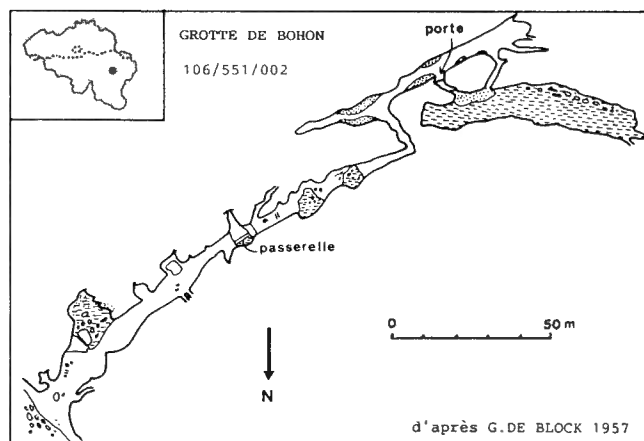 GROTTE DE BOHON
106/551/002
porte
passerelle
0 50 m
N
d'après G.DE BLOCK 1957